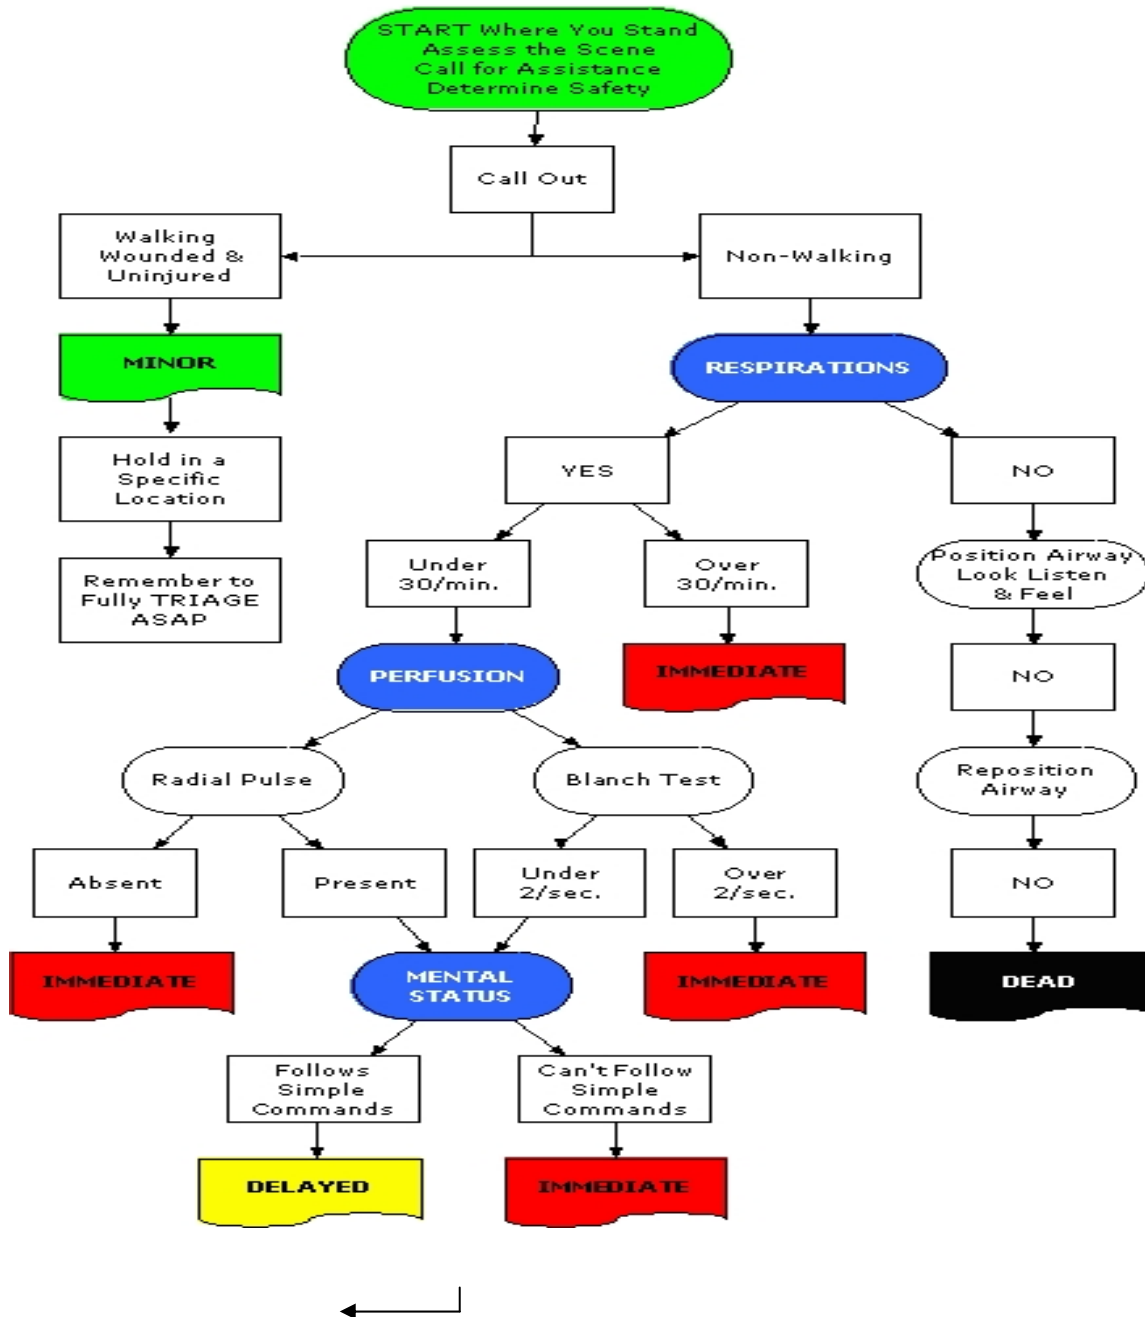 START Where You Stand
Assess the Scene
Call for Assistance
Determine Safety
Call Out
Walking
Wounded &
Uninjured
Non-Walking
MINOR
RESPIRATIONS
Hold in a
Specific
Location
YES
NO
Remember to
Fully TRIAGE
ASAP
Under
30/min.
Over
30/min.
Position Airway
Look Listen
& Feel
PERFUSION
IMMEDIATE
NO
Radial Pulse
Blanch Test
Reposition
Airway
Absent
Present
Under
2/sec.
Over
2/sec.
NO
IMMEDIATE
MENTAL
STATUS
IMMEDIATE
DEAD
Follows
Simple
Commands
Can't Follow
Simple
Commands
DELAYED
IMMEDIATE